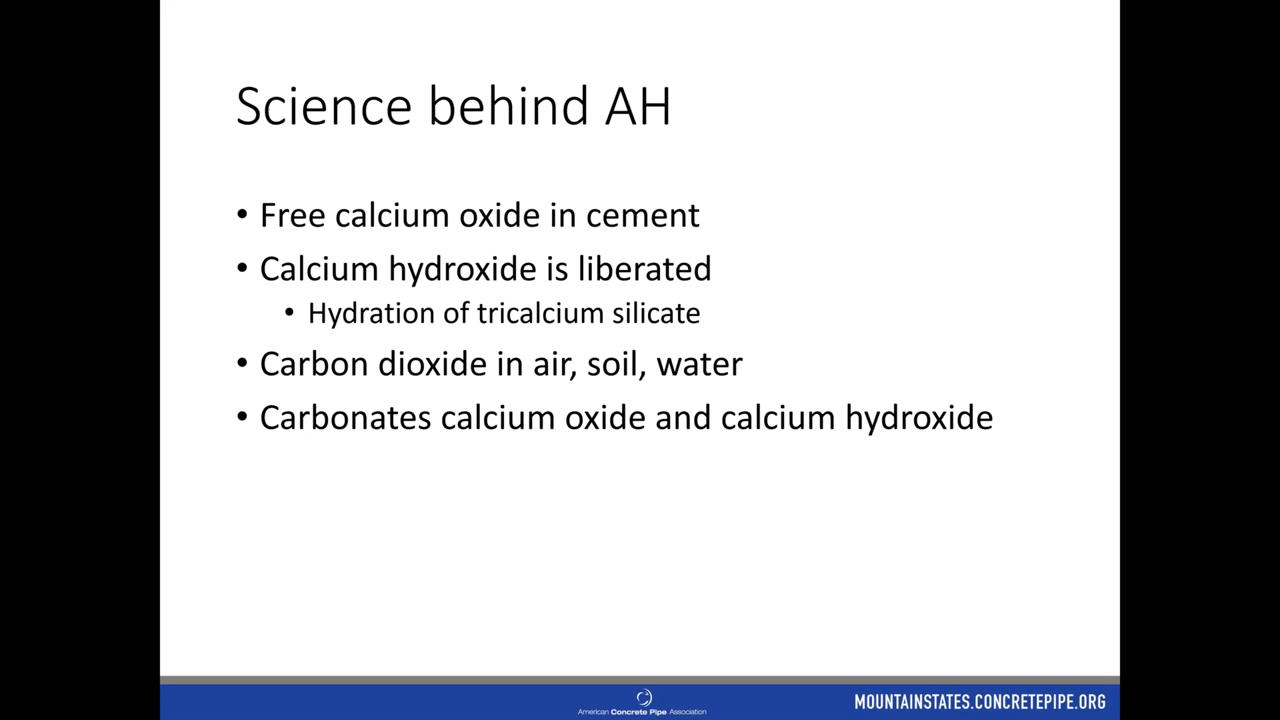 Science behind AH
• Free calcium oxide in cement
• Calcium hydroxide is liberated
• Hydration of tricalcium silicate
• Carbon dioxide in air, soil, water
• Carbonates calcium oxide and calcium hydroxide
American Concrete Pipe Association
MOUNTAINSTATES.CONCRETEPIPE.ORG